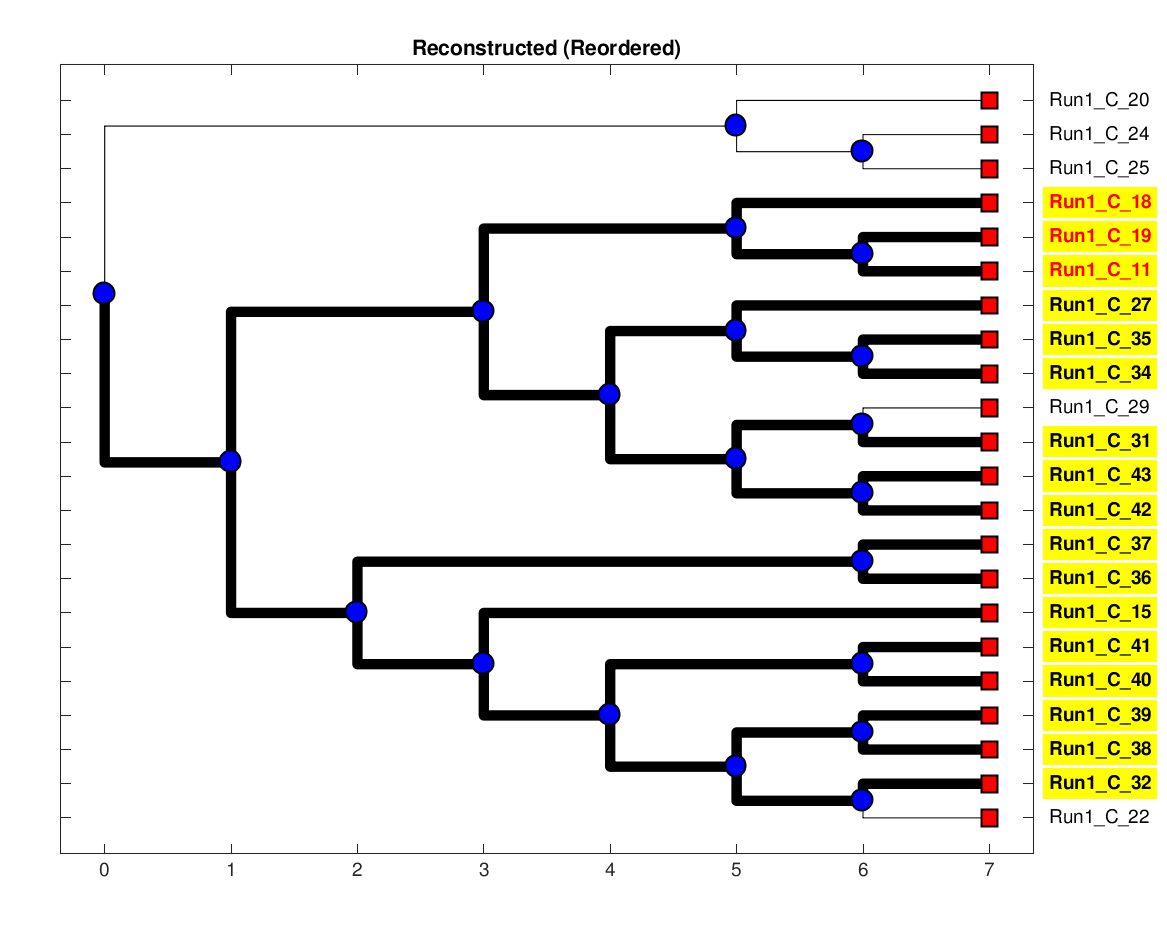 Reconstructed (Reordered)
Run1_C_20
Run1_C_24
Run1_C_25
Run1_C_18
Run1_C_19
Run1_C_11
Run1_C_27
Run1_C_35
Run1_C_34
Run1_C_29
Run1_C_31
Run1_C_43
Run1_C_42
Run1_C_37
Run1_C_36
Run1_C_15
Run1_C_41
Run1_C_40
Run1_C_39
Run1_C_38
Run1_C_32
Run1_C_22
0 1 2 3 4 5 6 7